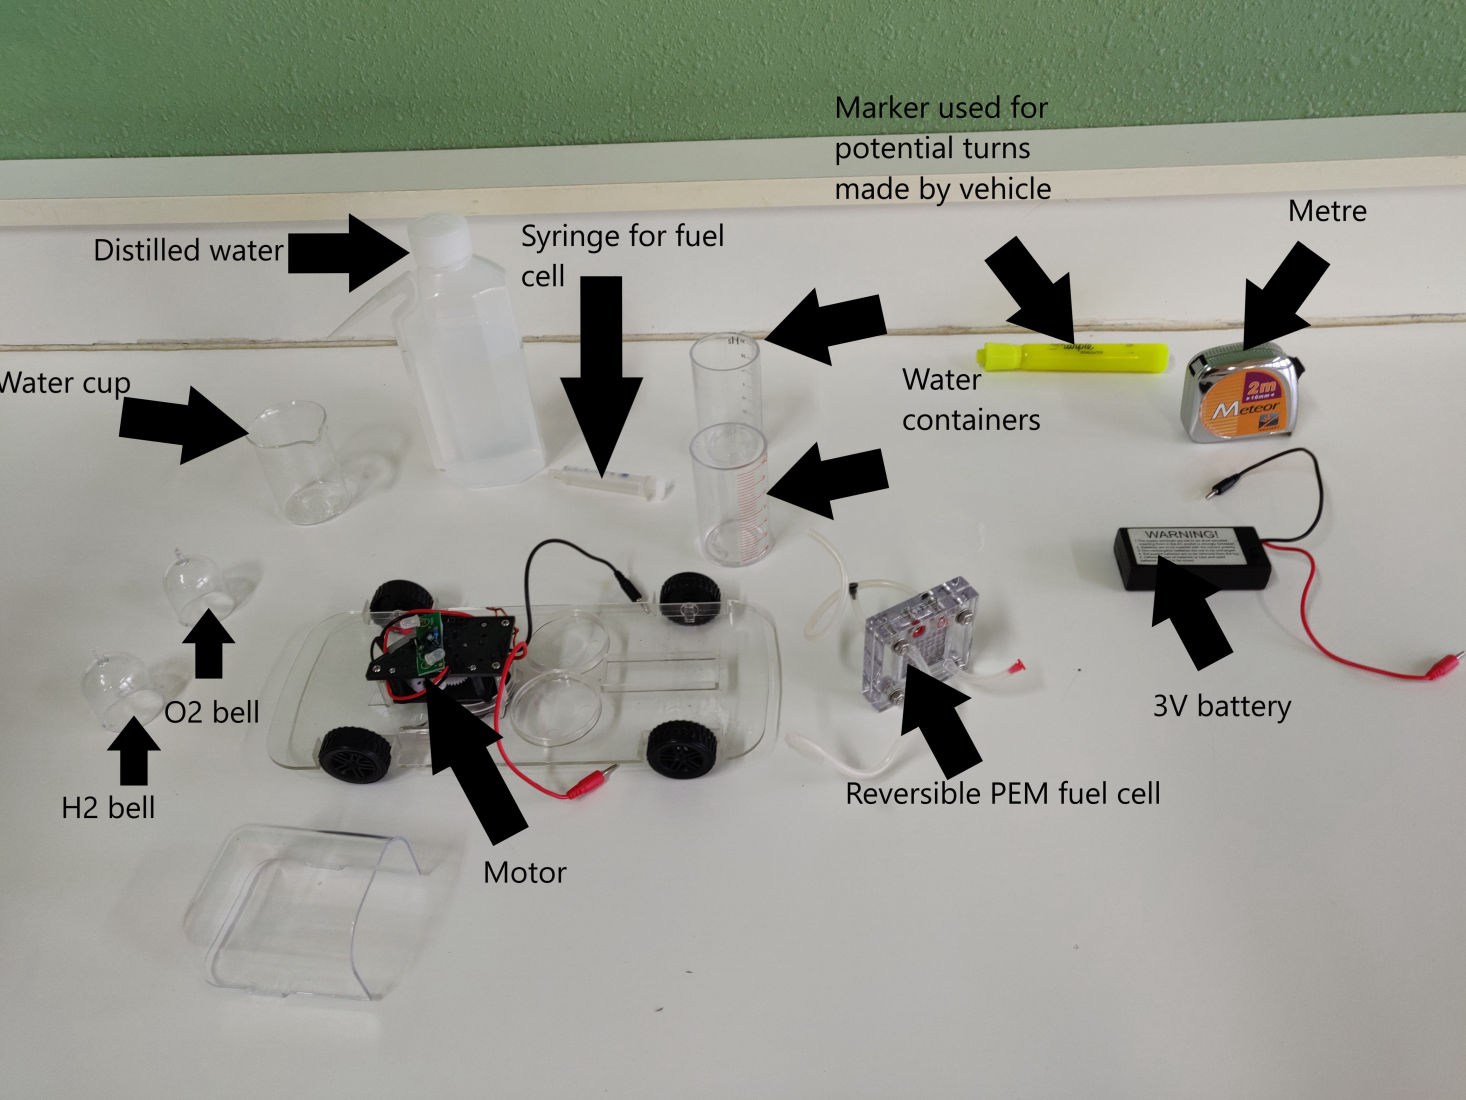 Marker used for
potential turns
made by vehicle
Metre
Distilled water
Syringe for fuel
cell
Water cup
Water
containers
2m
Meteor
WARNING!
O2 bell
H2 bell
3V battery
Reversible PEM fuel cell
Motor